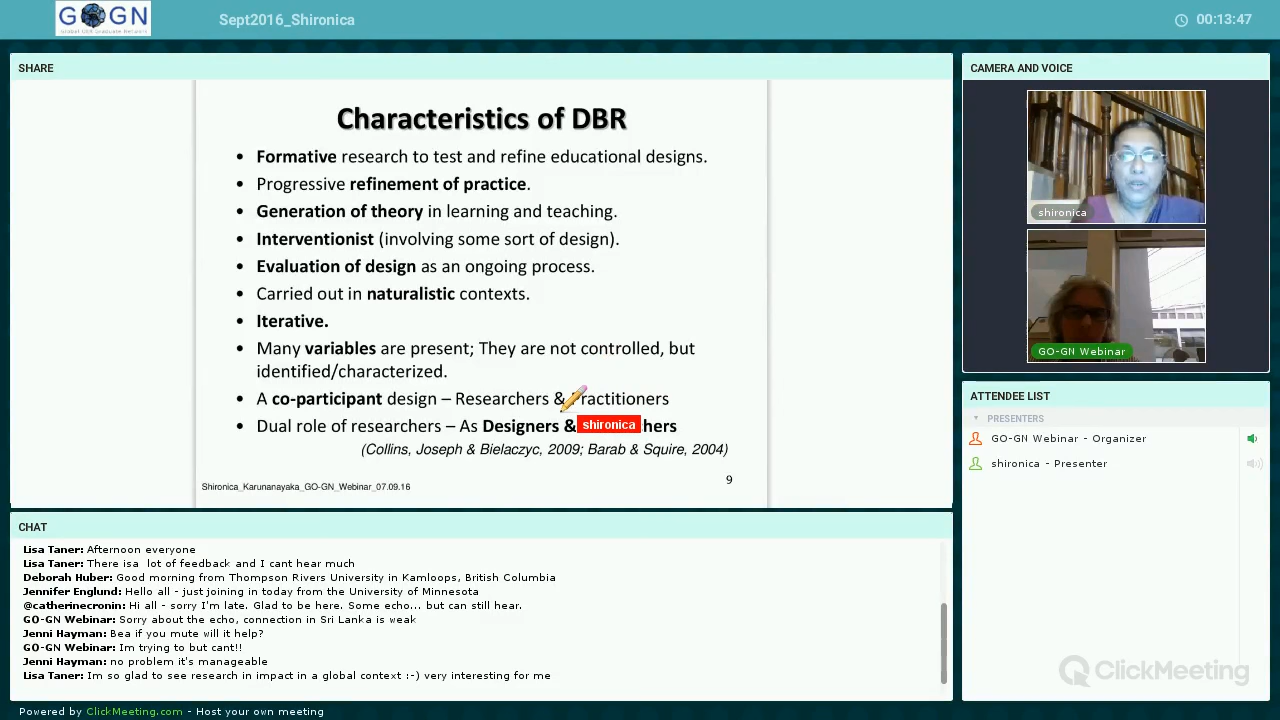 GOGN
Global OER Graduate Network
Sept2016_Shironica
00:13:47
SHARE
Characteristics of DBR
• Formative research to test and refine educational designs.
• Progressive refinement of practice.
• Generation of theory in learning and teaching.
• Interventionist (involving some sort of design).
• Evaluation of design as an ongoing process.
• Carried out in naturalistic contexts.
• Iterative.
• Many variables are present; They are not controlled, but
identified/characterized.
• A co-participant design – Researchers & ractitioners
• Dual role of researchers – As Designers & shironica hers
(Collins, Joseph & Bielaczyc, 2009; Barab & Squire, 2004)
Shironica_Karunanayaka_GO-GN_Webinar_07.09.16
9
CAMERA AND VOICE
shironica
GO-GN Webinar
ATTENDEE LIST
PRESENTERS
GO-GN Webinar - Organizer
shironica - Presenter
CHAT
Lisa Taner: Afternoon everyone
Lisa Taner: There isa lot of feedback and I cant hear much
Deborah Huber: Good morning from Thompson Rivers University in Kamloops, British Columbia
Jennifer Englund: Hello all - just joining in today from the University of Minnesota
@catherinecronin: Hi all - sorry I'm late. Glad to be here. Some echo... but can still hear.
GO-GN Webinar: Sorry about the echo, connection in Sri Lanka is weak
Jenni Hayman: Bea if you mute will it help?
GO-GN Webinar: Im trying to but cant!!
Jenni Hayman: no problem it's manageable
Lisa Taner: Im so glad to see research in impact in a global context :-) very interesting for me
ClickMeeting
Powered by ClickMeeting.com - Host your own meeting